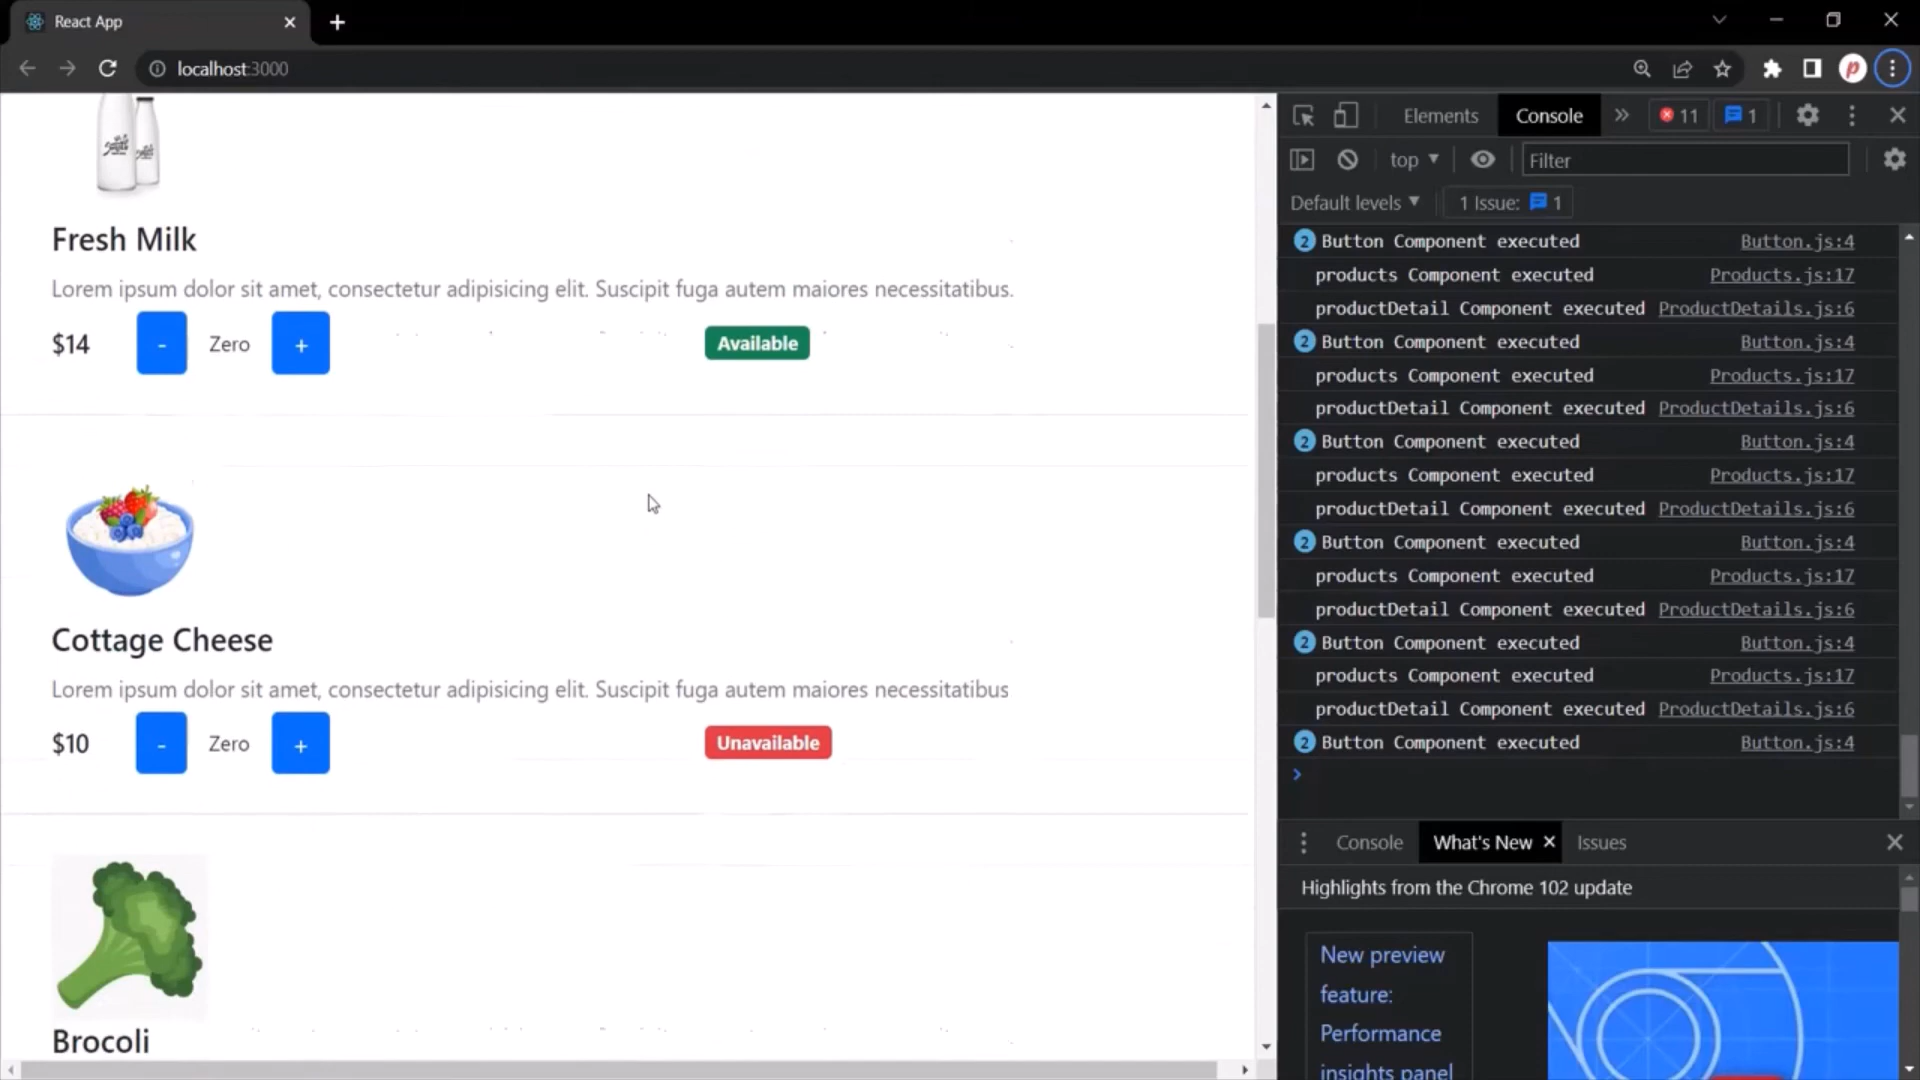 React App
localhost:3000
Fresh Milk
Lorem ipsum dolor sit amet, consectetur adipisicing elit. Suscipit fuga autem maiores necessitatibus.
$14 - Zero + Available
Cottage Cheese
Lorem ipsum dolor sit amet, consectetur adipisicing elit. Suscipit fuga autem maiores necessitatibus
$10 - Zero + Unavailable
Brocoli
Elements Console » 11 1
top Filter
Default levels 1 Issue: 1
2 Button Component executed Button.js:4
products Component executed Products.js:17
productDetail Component executed ProductDetails.js:6
2 Button Component executed Button.js:4
products Component executed Products.js:17
productDetail Component executed ProductDetails.js:6
2 Button Component executed Button.js:4
products Component executed Products.js:17
productDetail Component executed ProductDetails.js:6
2 Button Component executed Button.js:4
products Component executed Products.js:17
productDetail Component executed ProductDetails.js:6
2 Button Component executed Button.js:4
products Component executed Products.js:17
productDetail Component executed ProductDetails.js:6
2 Button Component executed Button.js:4
Console What's New Issues
Highlights from the Chrome 102 update
New preview
feature:
Performance
insights panel